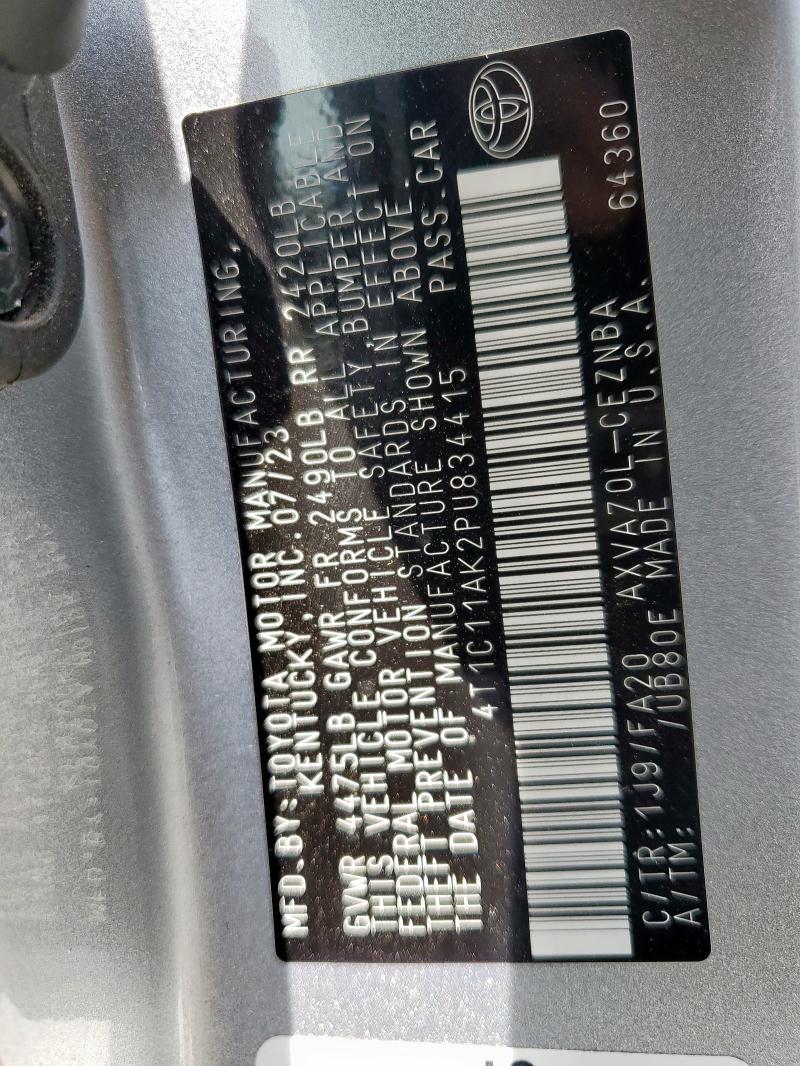 MFD.BY:TOYOTA MOTOR MANUFACTURING,
KENTUCKY,INC. 07/23
GVWR 4475LB GAWR FR 2490LB RR 2420LB
THIS VEHICLE CONFORMS TO ALL APPLICABLE
FEDERAL MOTOR VEHICLE SAFETY,BUMPER,AND
THEFT PREVENTION STANDARDS IN EFFECT ON
THE DATE OF MANUFACTURE SHOWN ABOVE.
4T1C11AK2PU834415 PASS.CAR
C/TR:1J9/FA20 AXVA70L-CEZNBA 64360
A/TM: /UB80E MADE IN U.S.A.